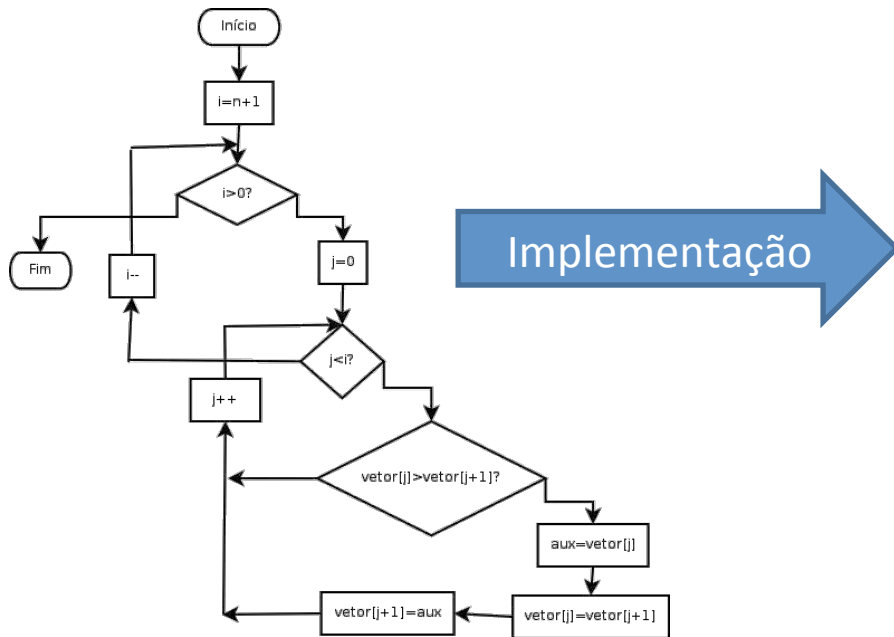 Início
i=n+1
i>0?
Fim
i--
j=0
Implementação
j<i?
j++
vetor[j]>vetor[j+1]?
aux=vetor[j]
vetor[j]=vetor[j+1]
vetor[j+1]=aux